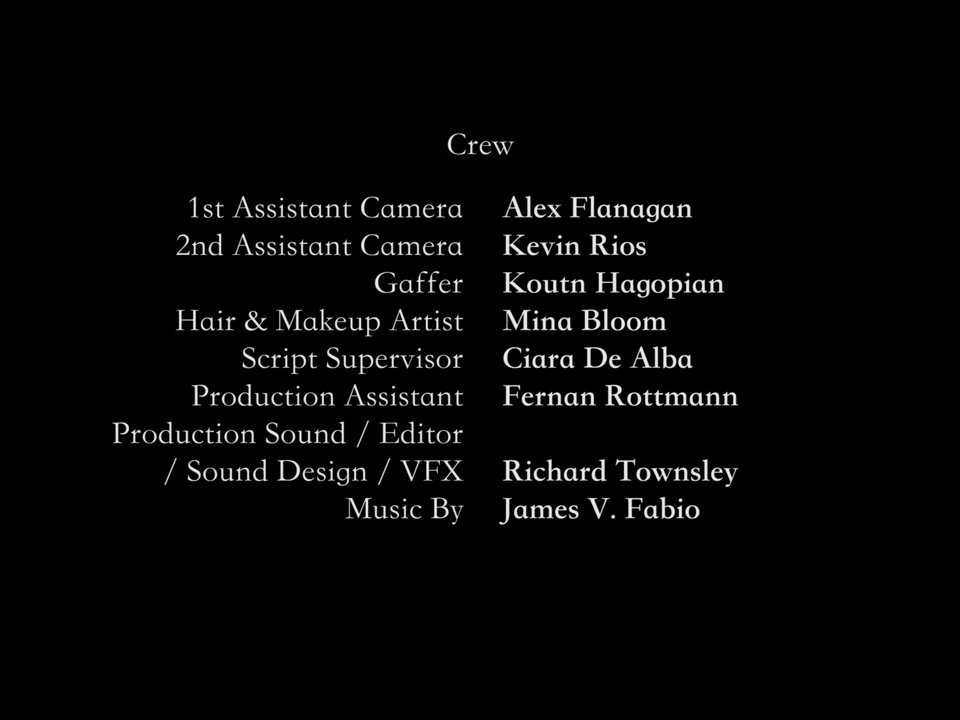 Crew
1st Assistant Camera Alex Flanagan
2nd Assistant Camera Kevin Rios
Gaffer Koutn Hagopian
Hair & Makeup Artist Mina Bloom
Script Supervisor Ciara De Alba
Production Assistant Fernan Rottmann
Production Sound / Editor
/ Sound Design / VFX Richard Townsley
Music By James V. Fabio